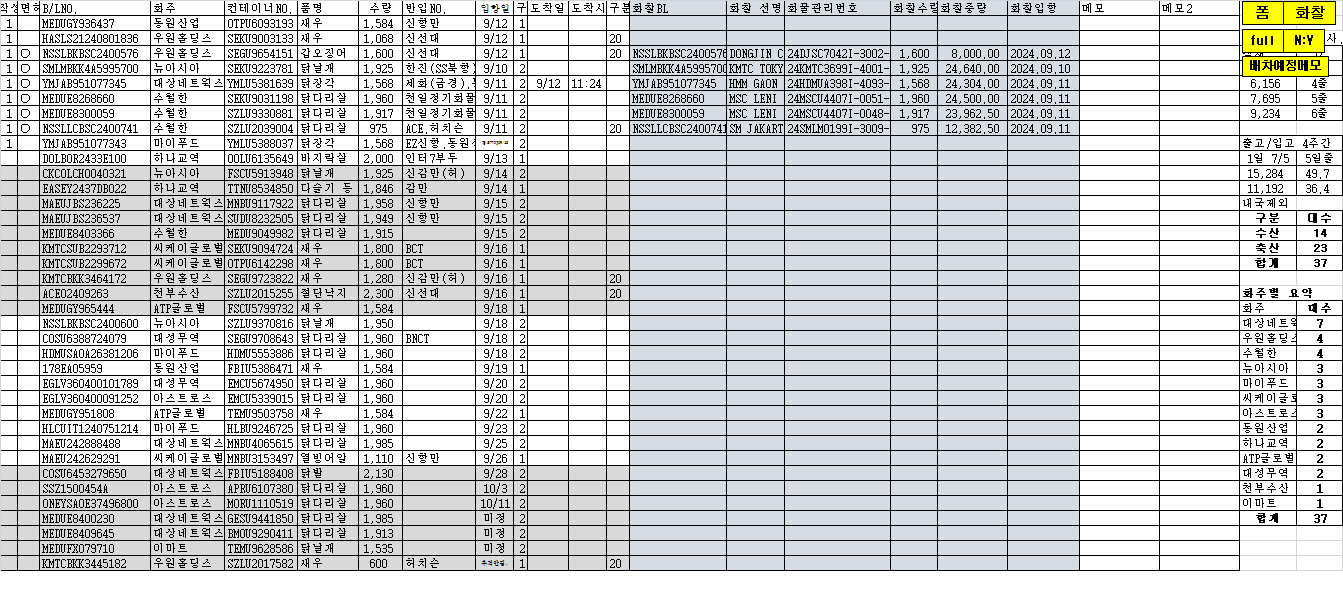 작성 면허 B/LNO. 화주 컨테이너NO. 품명 수량 반입NO. 입항일 구 도착일 도착시 구분 화찰BL 화찰 선명 화물관리번호 화찰수량 화찰중량 화찰입항 메모 메모2 폼 화찰
1 MEDUGY936437 동원산업 OTPU6093193 새우 1,584 신항만 9/12 1
HASLS21240801836 우원홀딩스 SEKU9003133 새우 1,068 신선대 9/12 1 20 full N:Y
1 ○ NSSLBKBSC2400576 우원홀딩스 SEGU9654151 갑오징어 1,600 신선대 9/12 1 NSSLBKBSC2400576 DONGJIN C 24DJSC7042I-3002- 1,600 8,000.00 2024.09.12
1 ○ SMLMBKK4A5995700 뉴아시아 SEKU9223781 닭날개 1,925 한진(SS북항) 9/10 2 SMLMBKK4A5995700 KMTC TOKY 24KMTC3699I-4001- 1,925 24,640.00 2024.09.10 배차예정메모
1 ○ YMJAB951077345 대상네트웍스 YMLU5381639 닭장각 1,568 세화(금경). 9/11 2 9/12 11:24 YMJAB951077345 HMM GAON 24HDMUA398I-4093- 1,568 24,304.00 2024.09.11 6,156 4줄
1 ○ MEDUE8268660 수월한 SEKU9031198 닭다리살 1,960 천일정기화물 9/11 2 MEDUE8268660 MSC LENI 24MSCU4407I-0051- 1,960 24,500.00 2024.09.11 7,695 5줄
1 ○ MEDUE8300059 수월한 SZLU9330881 닭다리살 1,917 천일정기화물 9/11 2 MEDUE8300059 MSC LENI 24MSCU4407I-0048- 1,917 23,962.50 2024.09.11 9,234 6줄
1 ○ NSSLLCBSC2400741 수월한 SZLU2039004 닭다리살 975 ACE.허치슨 9/11 2 20 NSSLLCBSC2400741 SM JAKART 24SMLM0199I-3009- 975 12,382.50 2024.09.11
1 YMJAB951077343 마이푸드 YMLU5388037 닭장각 1,568 EZ신항.동원 2 출고/입고 4주간
DOLBOR2433E100 하나교역 OOLU6135649 바지락살 2,000 인터7부두 9/13 1 1일 7/5 5일줄
CKCOLCH0040321 뉴아시아 FSCU5913948 닭날개 1,925 신감만(허) 9/14 2 15,284 49.7
EASEY2437DB022 하나교역 TTNU8534850 다슬기 등 1,846 감만 9/14 1 11,192 36.4
MAEUJBS236225 대상네트웍스 MNBU9117922 닭다리살 1,958 신항만 9/15 2 내국제외
MAEUJBS236537 대상네트웍스 SUDU8232505 닭다리살 1,949 신항만 9/15 2 구분 대수
MEDUE8403366 수월한 MEDU9049982 닭다리살 1,915 9/15 2 수산 14
KMTCSUB2293712 씨케이글로벌 SEKU9094724 새우 1,800 BCT 9/16 1 축산 23
KMTCSUB2299672 씨케이글로벌 OTPU6142298 새우 1,800 BCT 9/16 1 합계 37
KMTCBKK3464172 우원홀딩스 SEGU9723822 새우 1,280 신감만(허) 9/16 1 20
ACE02409263 천부수산 SZLU2015255 절단낙지 2,300 신선대 9/16 1 20 화주별 요약
MEDUGY965444 ATP글로벌 FSCU5799732 새우 1,584 9/18 1 화주 대수
NSSLBKBSC2400600 뉴아시아 SZLU9370816 닭날개 1,950 9/18 2 대상네트웍 7
COSU6388724079 대성무역 SEGU9708643 닭다리살 1,960 BNCT 9/18 2 우원홀딩스 4
HDMUSAOA26381206 마이푸드 HDMU5553886 닭다리살 1,960 9/18 2 수월한 4
178EA05959 동원산업 FBIU5386471 새우 1,584 9/19 1 뉴아시아 3
EGLV360400101789 대성무역 EMCU5674950 닭다리살 1,960 9/20 2 마이푸드 3
EGLV360400091252 아스트로스 EMCU5339015 닭다리살 1,960 9/20 2 씨케이글로 3
MEDUGY951808 ATP글로벌 TEMU9503758 새우 1,584 9/22 1 아스트로스 3
HLCUIT1240751214 마이푸드 HLBU9246725 닭다리살 1,960 9/23 2 동원산업 2
MAEU242888488 대상네트웍스 MNBU4065615 닭다리살 1,985 9/25 2 하나교역 2
MAEU242629291 씨케이글로벌 MNBU3153497 열빙어알 1,110 신항만 9/26 1 ATP글로벌 2
COSU6453279650 대상네트웍스 FBIU5188408 닭발 2,130 9/28 2 대성무역 2
SSZ1500454A 아스트로스 APRU6107380 닭다리살 1,960 10/3 2 천부수산 1
ONEYSAOE37496800 아스트로스 MORU1110519 닭다리살 1,960 10/11 2 이마트 1
MEDUE8400230 대상네트웍스 GESU9441850 닭다리살 1,985 미정 2 합계 37
MEDUE8409645 대상네트웍스 BMOU9290411 닭다리살 1,913 미정 2
MEDUFX079710 이마트 TEMU9628586 닭날개 1,535 미정 2
KMTCBKK3445182 우원홀딩스 SZLU2017582 새우 600 허치슨 1 20